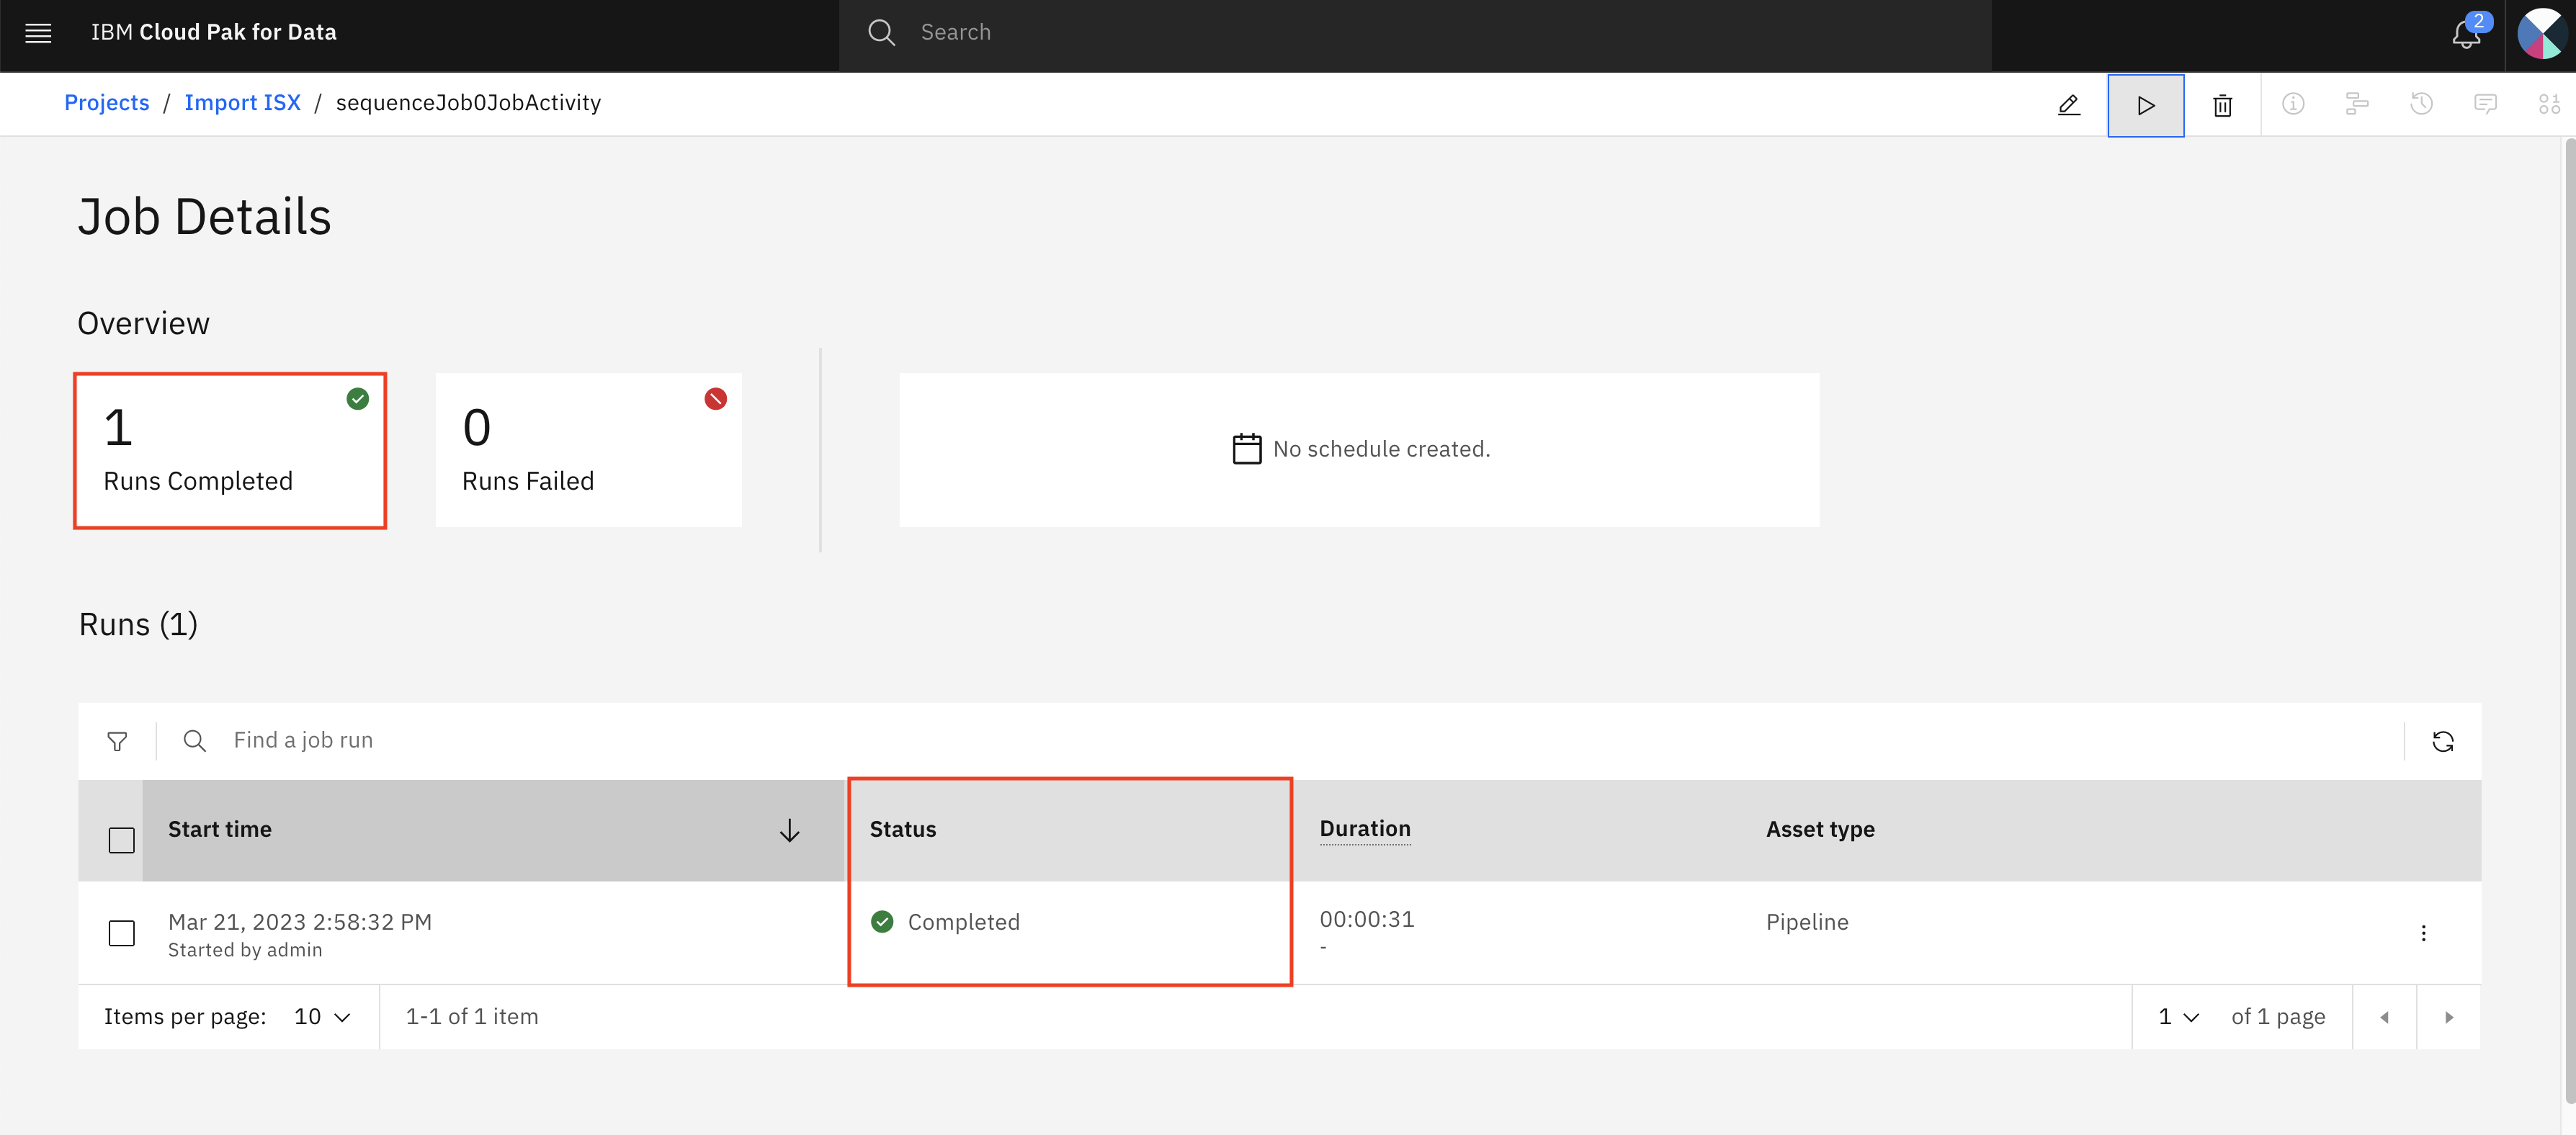 IBM Cloud Pak for Data
Search
2
Projects / Import ISX / sequenceJob0JobActivity
Job Details
Overview
1
Runs Completed
0
Runs Failed
No schedule created.
Runs (1)
Find a job run
Start time Status Duration Asset type
Mar 21, 2023 2:58:32 PM Completed 00:00:31 Pipeline
Started by admin -
Items per page: 10 1-1 of 1 item 1 of 1 page